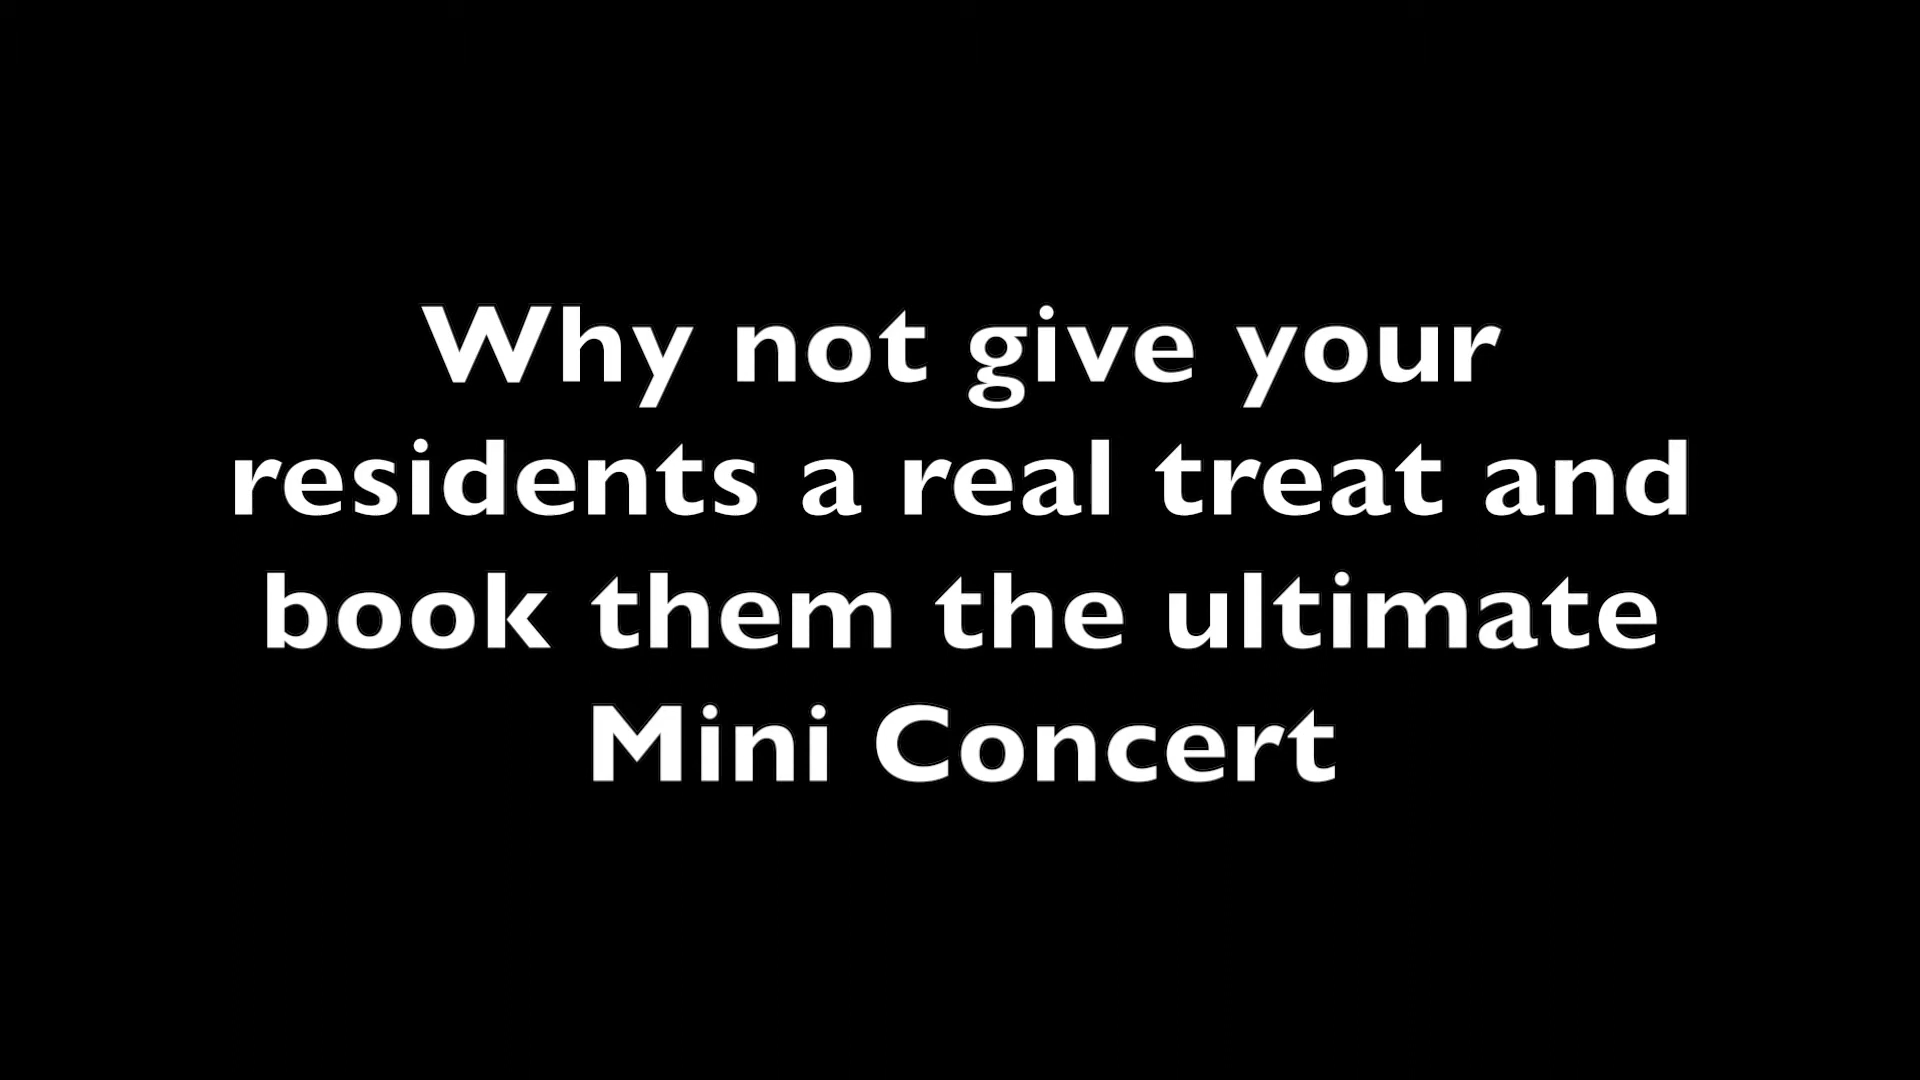 Why not give your
residents a real treat and
book them the ultimate
Mini Concert